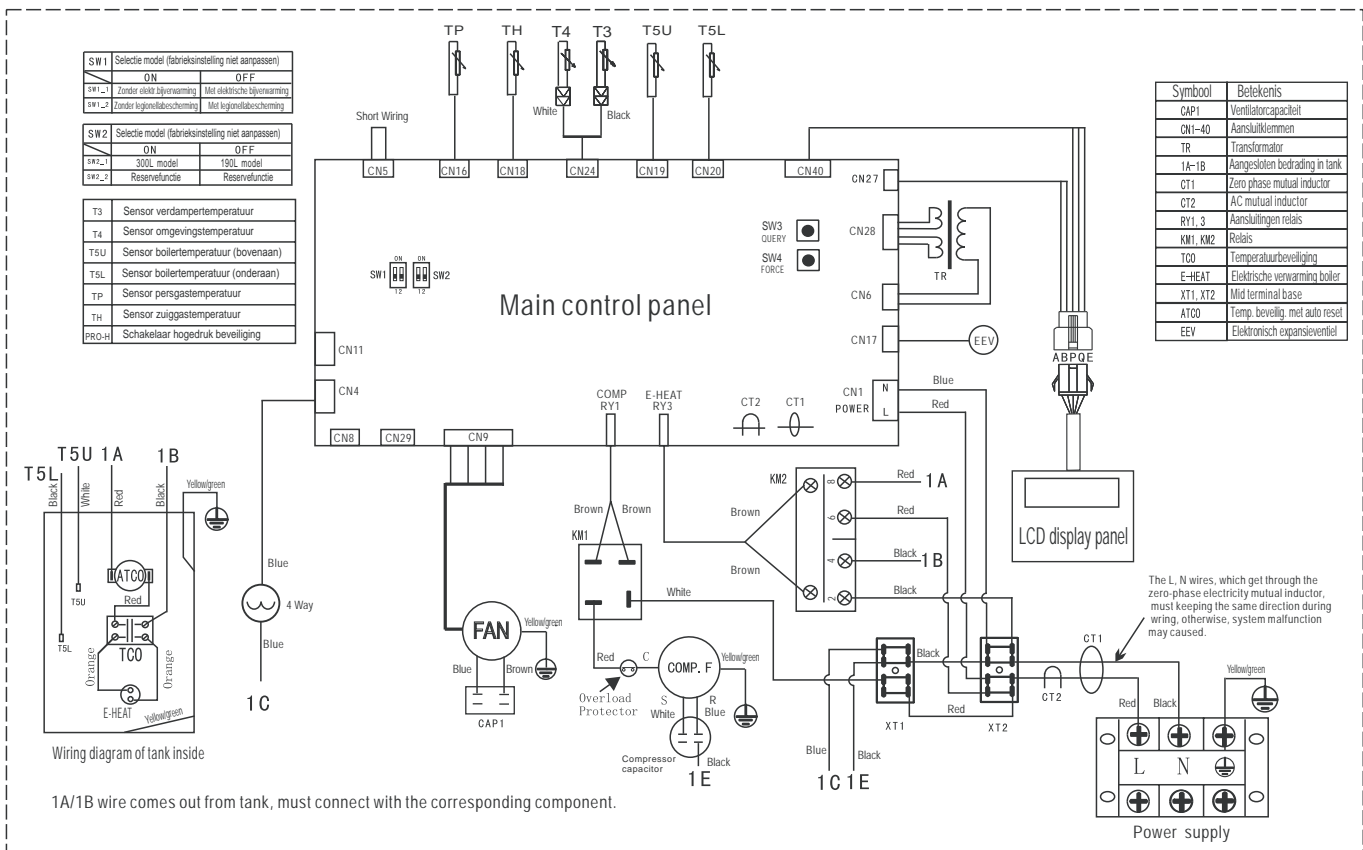 SW1 Selectie model (fabrieksinstelling niet aanpassen)
ON OFF
SW1_1 Zonder elektr.bijverwarming Met elektrische bijverwarming
SW1_2 Zonder legionellabescherming Met legionellabescherming
SW2 Selectie model (fabrieksinstelling niet aanpassen)
ON OFF
SW2_1 300L model 190L model
SW2_2 Reservefunctie Reservefunctie
T3 Sensor verdampertemperatuur
T4 Sensor omgevingstemperatuur
T5U Sensor boilertemperatuur (bovenaan)
T5L Sensor boilertemperatuur (onderaan)
TP Sensor persgastemperatuur
TH Sensor zuiggastemperatuur
PRO-H Schakelaar hogedruk beveiliging
TP TH T4 T3 T5U T5L
White Black
Short Wiring
CN5 CN16 CN18 CN24 CN19 CN20 CN40
CN27
SW3
QUERY
CN28
SW4
FORCE
TR
ON ON
SW1 SW2
12 12
Main control panel
CN6
CN17 EEV
CN11
CN4
CN1
POWER
N
L
Blue
Red
COMP
RY1
E-HEAT
RY3
CT2 CT1
CN8 CN29 CN9
Symbool Betekenis
CAP1 Ventilatorcapaciteit
CN1-40 Aansluitklemmen
TR Transformator
1A-1B Aangesloten bedrading in tank
CT1 Zero phase mutual inductor
CT2 AC mutual inductor
RY1, 3 Aansluitingen relais
KM1, KM2 Relais
TCO Temperatuurbeveiliging
E-HEAT Elektrische verwarming boiler
XT1, XT2 Mid terminal base
ATCO Temp. beveilig. met auto reset
EEV Elektronisch expansieventiel
ABPQE
LCD display panel
T5L T5U 1A 1B
Black White Red Black Yellow/green
ATCO
Red
T5U
T5L
TCO
Orange Orange
E-HEAT
Yellow/green
Wiring diagram of tank inside
Blue
4 Way
Blue
1C
FAN
Yellow/green
Blue Brown
CAP1
Brown Brown
KM1
White
Red C
COMP. F
Yellow/green
Overload
Protector
S R
White Blue
Compressor
capacitor
Black
1E
KM2
Brown
Brown
8 Red 1A
6 Red
4 Black 1B
2 Black
Black
Red
XT1 XT2
Blue Black
1C 1E
CT2
CT1
The L, N wires, which get through the
zero-phase electricity mutual inductor,
must keeping the same direction during
wring, otherwise, system malfunction
may caused.
Red Black Yellow/green
L N
Power supply
1A/1B wire comes out from tank, must connect with the corresponding component.